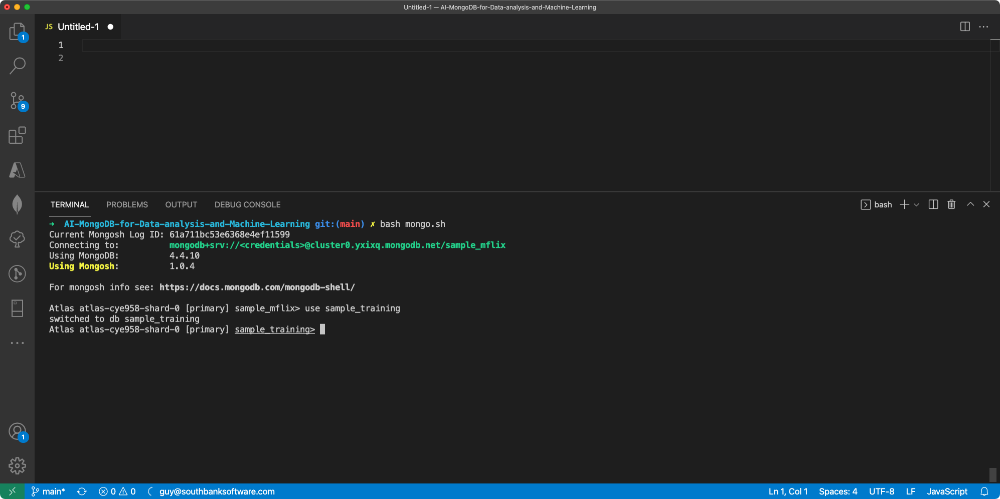 Untitled-1 — AI-MongoDB-for-Data-analysis-and-Machine-Learning
1
JS Untitled-1
1
2
9
TERMINAL PROBLEMS OUTPUT DEBUG CONSOLE bash
➜ AI-MongoDB-for-Data-analysis-and-Machine-Learning git:(main) ✗ bash mongo.sh
Current Mongosh Log ID: 61a711bc53e6368e4ef11599
Connecting to: mongodb+srv://<credentials>@cluster0.yxixq.mongodb.net/sample_mflix
Using MongoDB: 4.4.10
Using Mongosh: 1.0.4
For mongosh info see: https://docs.mongodb.com/mongodb-shell/
Atlas atlas-cye958-shard-0 [primary] sample_mflix> use sample_training
switched to db sample_training
Atlas atlas-cye958-shard-0 [primary] sample_training>
1
main* 0 0 guy@southbanksoftware.com Ln 1, Col 1 Spaces: 4 UTF-8 LF JavaScript